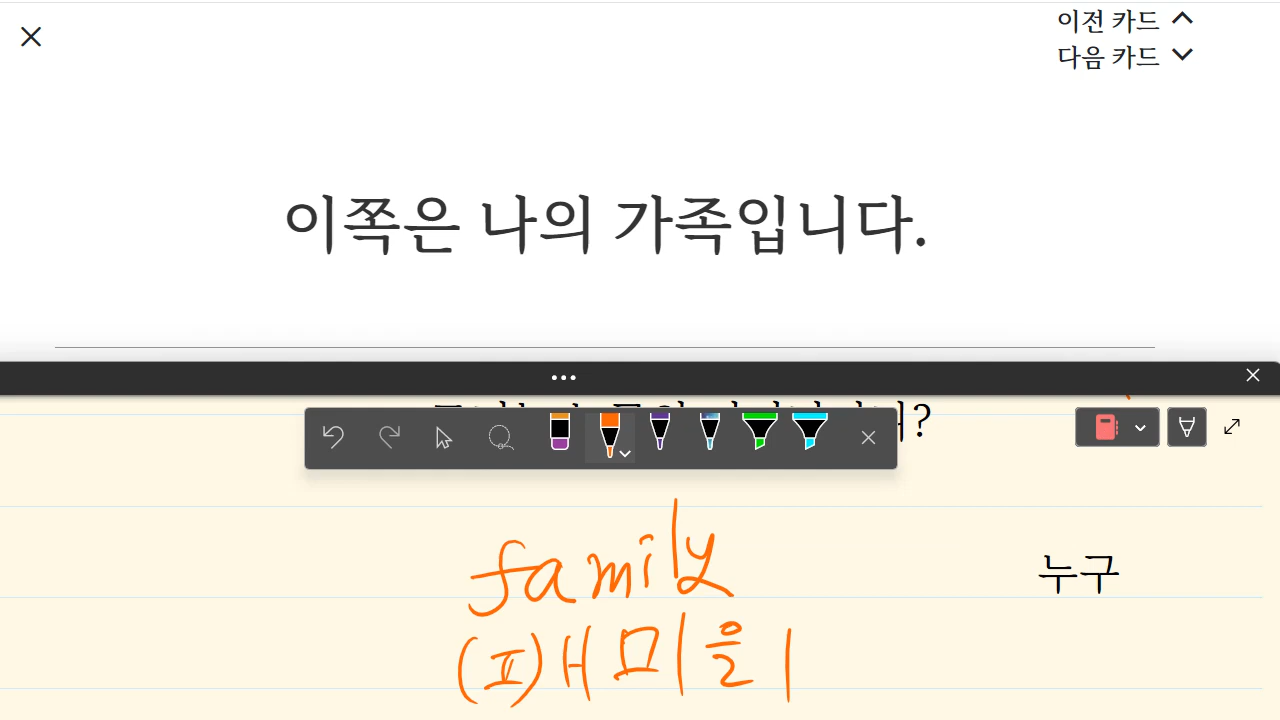 이전 카드
다음 카드
이쪽은 나의 가족입니다.
?
family
누구
(ㅍ)ㅐ미을ㅣ